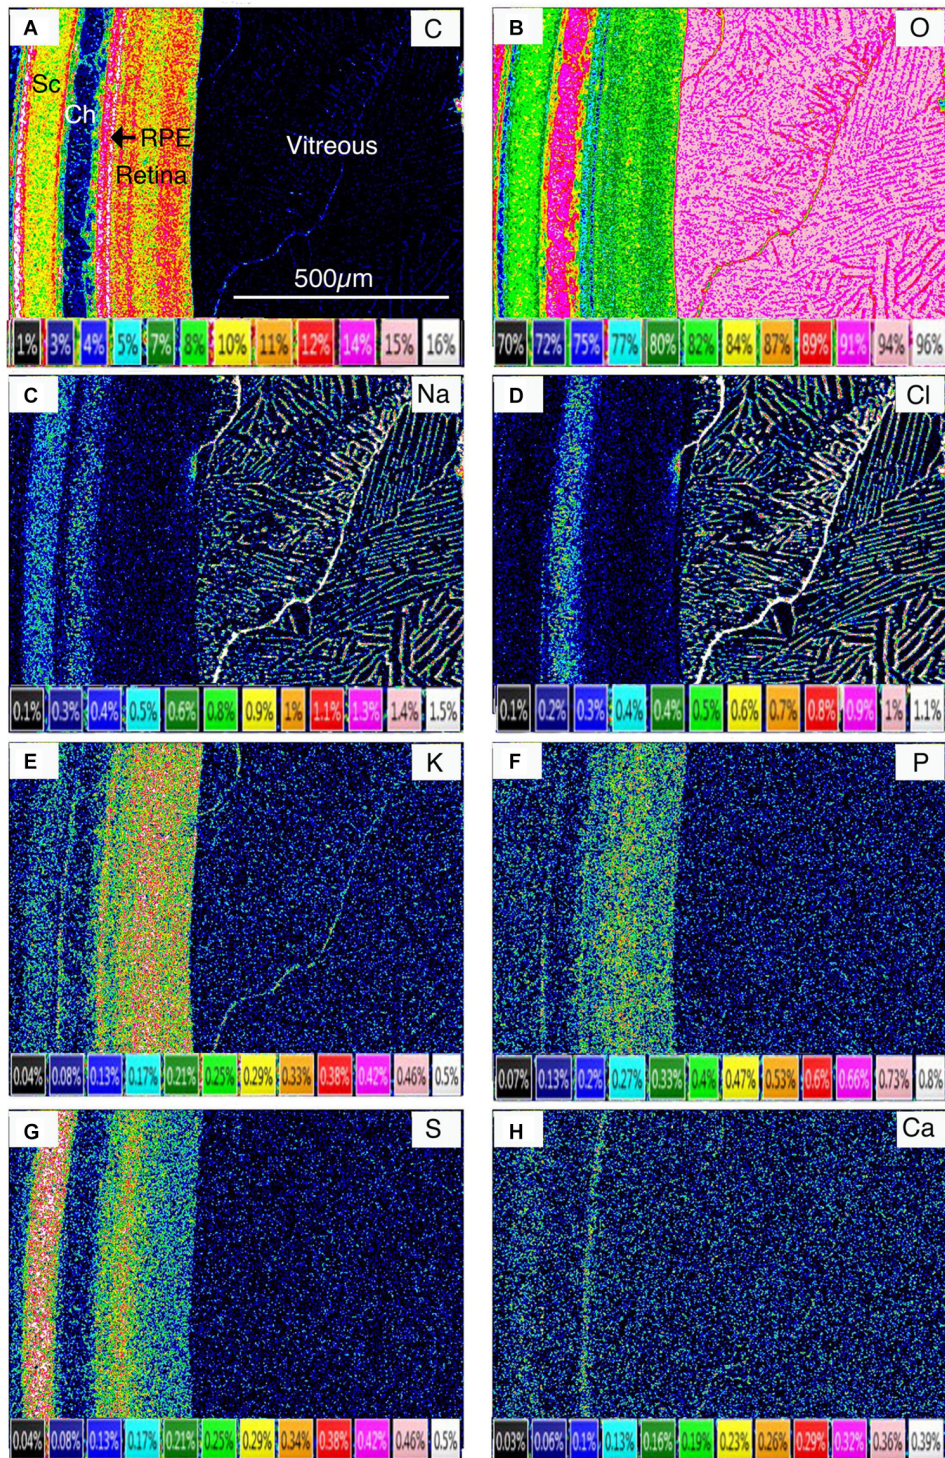 A C
Sc
Ch
RPE
Vitreous
Retina
500µm
1% 3% 4% 5% 7% 8% 10% 11% 12% 14% 15% 16%
B O
70% 72% 75% 77% 80% 82% 84% 87% 89% 91% 94% 96%
C Na
0.1% 0.3% 0.4% 0.5% 0.6% 0.8% 0.9% 1% 1.1% 1.3% 1.4% 1.5%
D Cl
0.1% 0.2% 0.3% 0.4% 0.4% 0.5% 0.6% 0.7% 0.8% 0.9% 1% 1.1%
E K
0.04% 0.08% 0.13% 0.17% 0.21% 0.25% 0.29% 0.33% 0.38% 0.42% 0.46% 0.5%
F P
0.07% 0.13% 0.2% 0.27% 0.33% 0.4% 0.47% 0.53% 0.6% 0.66% 0.73% 0.8%
G S
0.04% 0.08% 0.13% 0.17% 0.21% 0.25% 0.29% 0.34% 0.38% 0.42% 0.46% 0.5%
H Ca
0.03% 0.06% 0.1% 0.13% 0.16% 0.19% 0.23% 0.26% 0.29% 0.32% 0.36% 0.39%